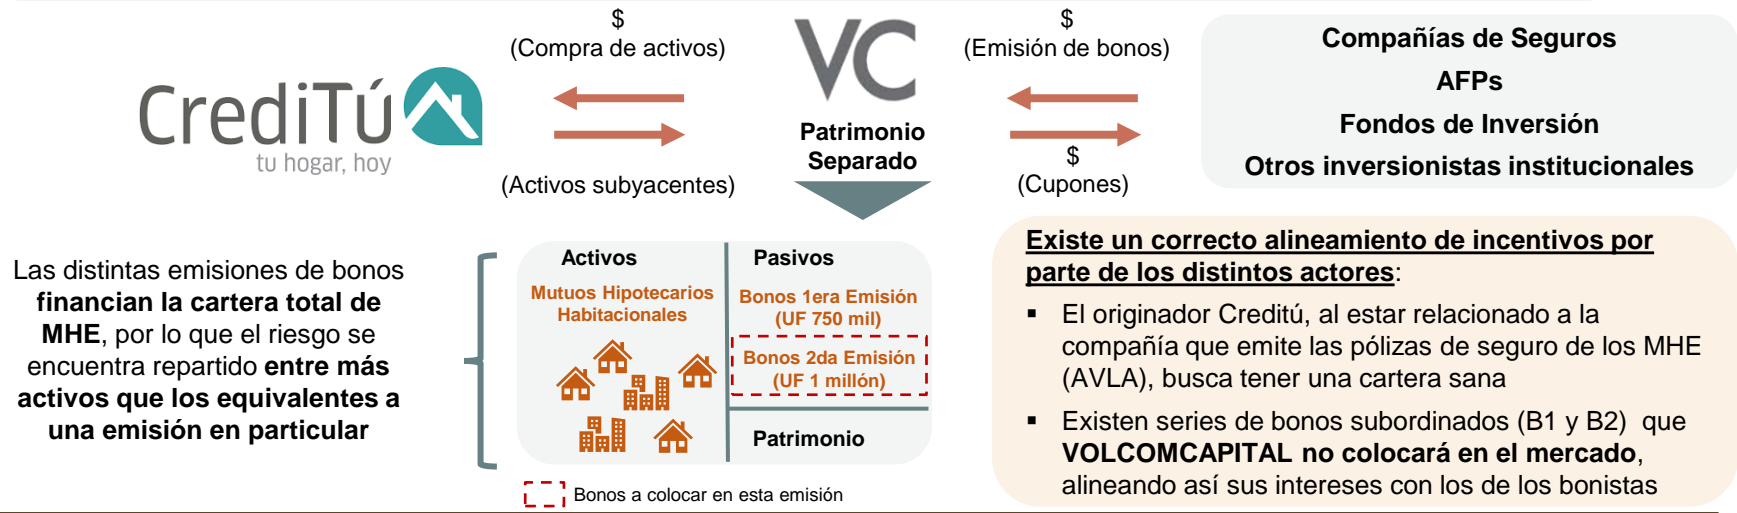 $
(Compra de activos)
CrediTú
tu hogar, hoy
(Activos subyacentes)
VC
Patrimonio
Separado
$
(Emisión de bonos)
$
(Cupones)
Compañías de Seguros
AFPs
Fondos de Inversión
Otros inversionistas institucionales
Las distintas emisiones de bonos
financian la cartera total de
MHE, por lo que el riesgo se
encuentra repartido entre más
activos que los equivalentes a
una emisión en particular
Activos
Mutuos Hipotecarios
Habitacionales
Pasivos
Bonos 1era Emisión
(UF 750 mil)
Bonos 2da Emisión
(UF 1 millón)
Patrimonio
Bonos a colocar en esta emisión
Existe un correcto alineamiento de incentivos por
parte de los distintos actores:
▪ El originador Creditú, al estar relacionado a la
compañía que emite las pólizas de seguro de los MHE
(AVLA), busca tener una cartera sana
▪ Existen series de bonos subordinados (B1 y B2) que
VOLCOMCAPITAL no colocará en el mercado,
alineando así sus intereses con los de los bonistas